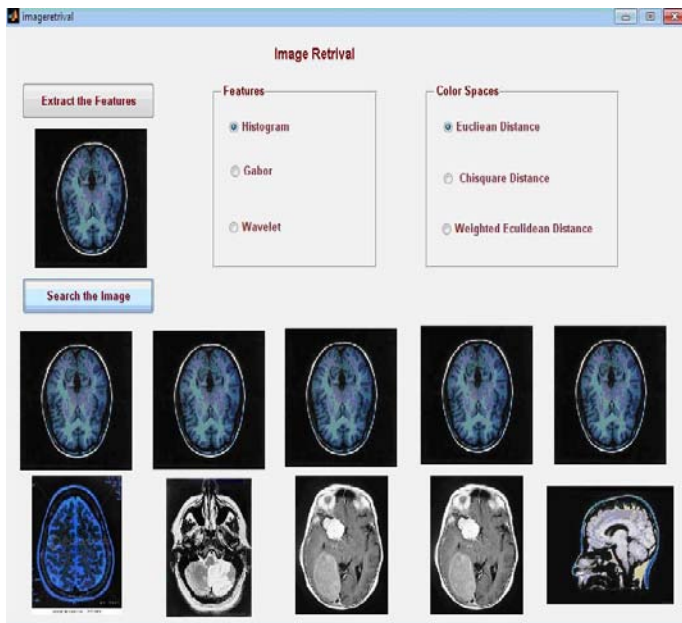 imageretrival
Image Retrival
Extract the Features
Features
Histogram
Gabor
Wavelet
Color Spaces
Eucliean Distance
Chisquare Distance
Weighted Eculidean Distance
Search the Image